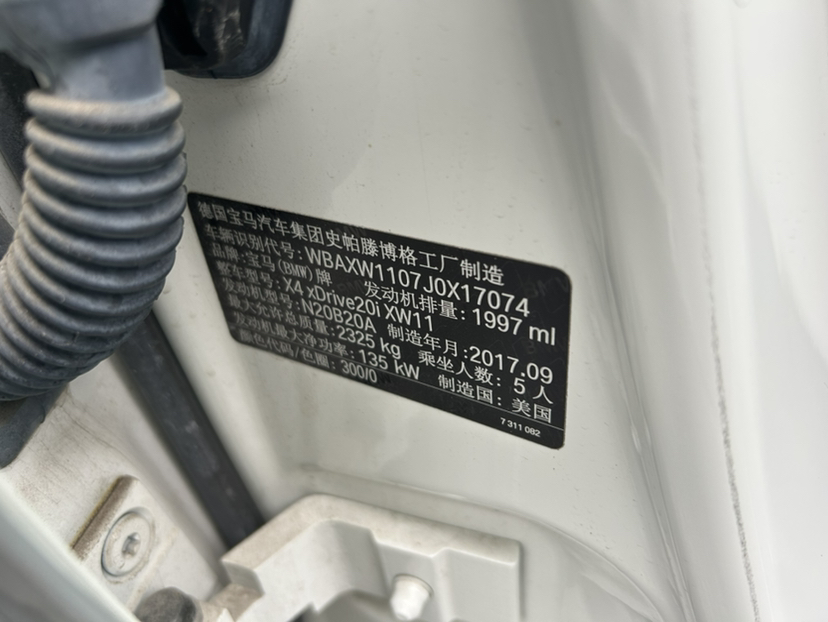 德国宝马汽车集团史帕滕博格工厂制造
车辆识别代号: WBAXW1107J0X17074
品牌: 宝马(BMW)牌 发动机排量: 1997 ml
整车型号: X4 xDrive20i XW11
发动机型号: N20B20A 制造年月: 2017.09
最大允许总质量: 2325 kg 乘坐人数: 5 人
发动机最大净功率: 135 kW 制造国: 美国
颜色代码/色圈: 300/0
7 311 082